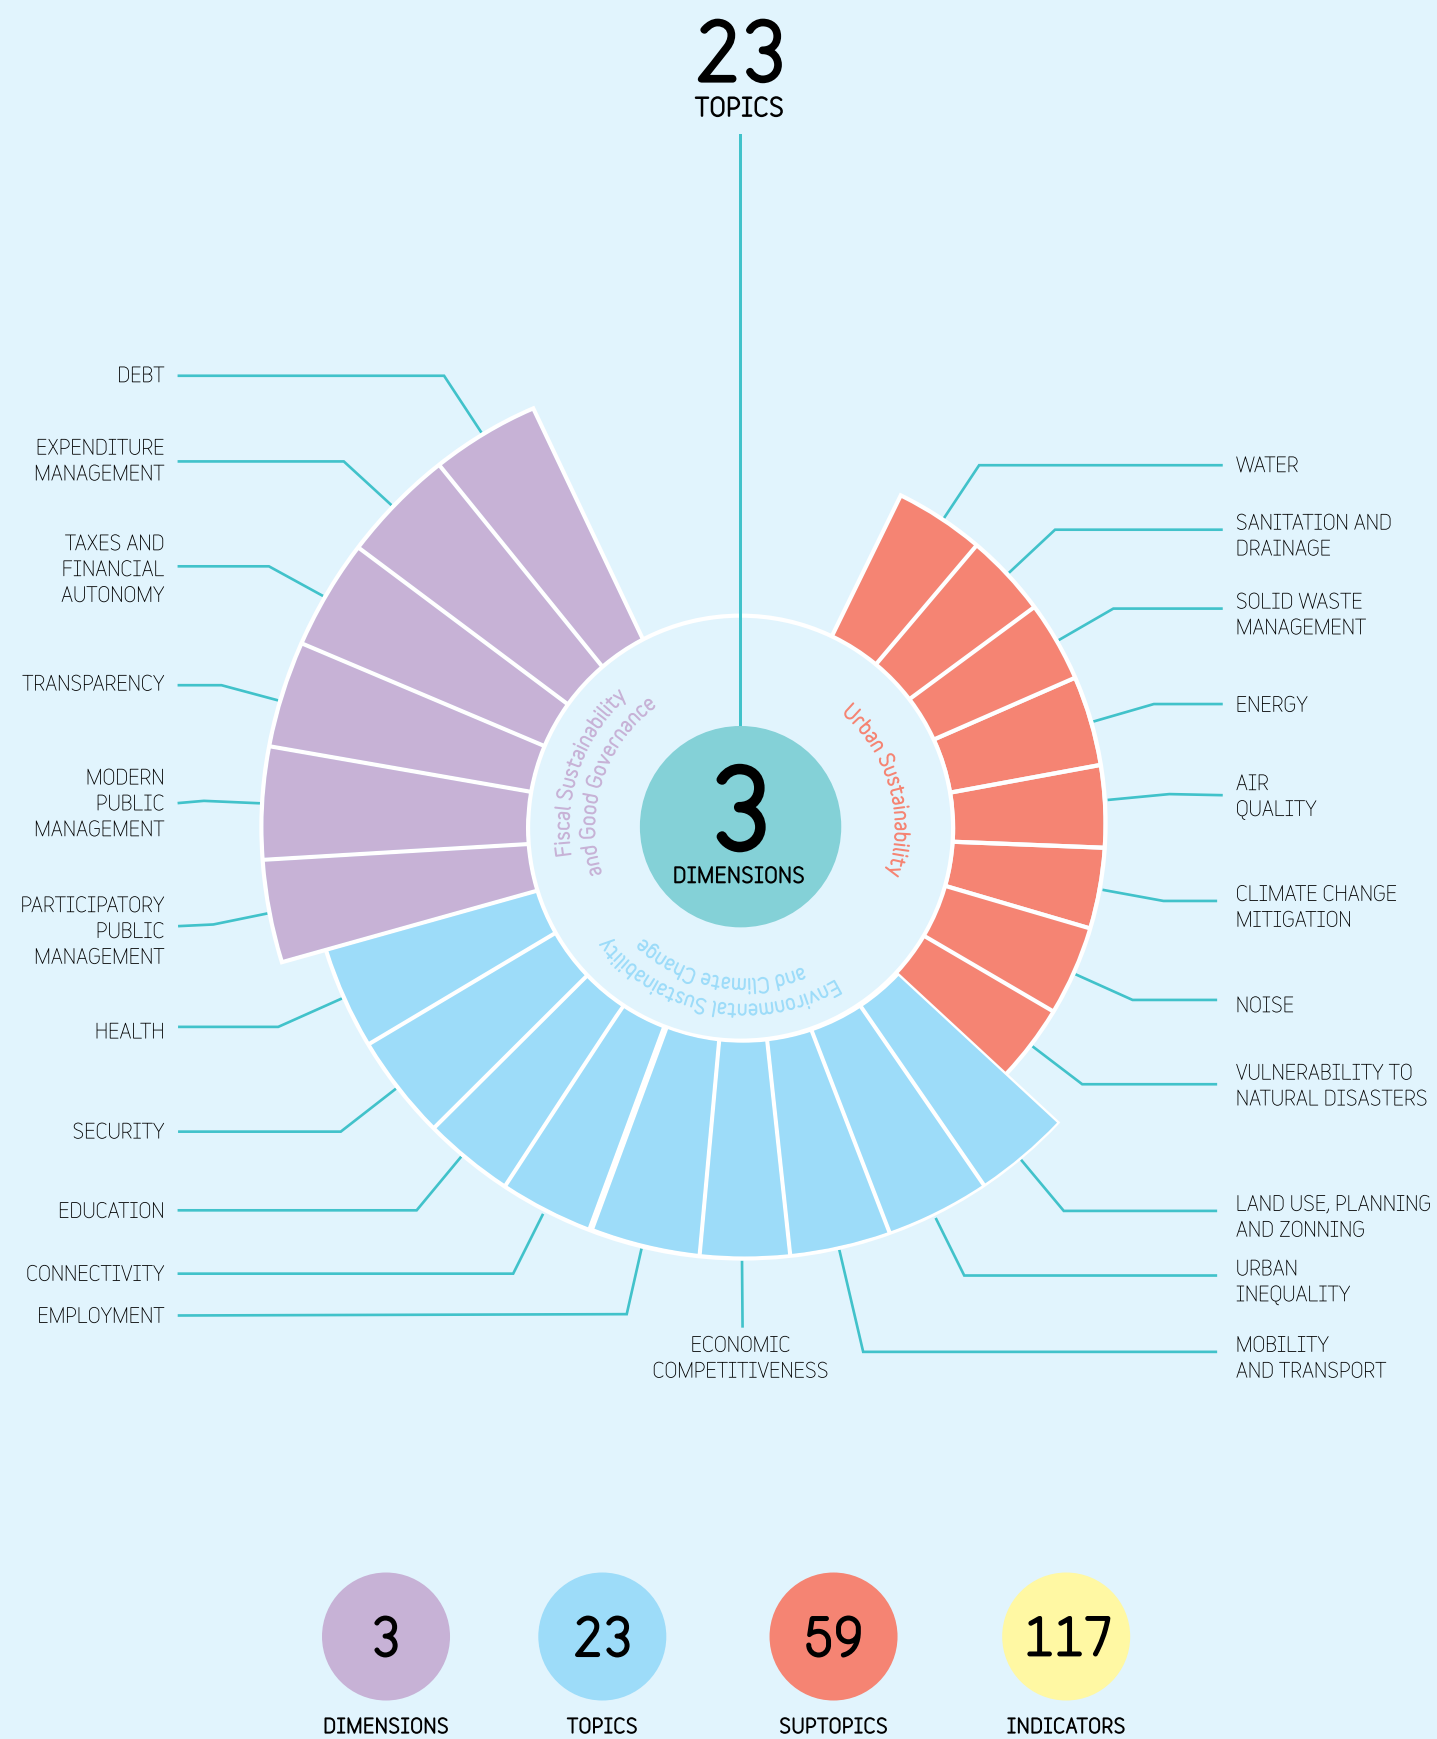 23
TOPICS
DEBT
EXPENDITURE
MANAGEMENT
TAXES AND
FINANCIAL
AUTONOMY
TRANSPARENCY
MODERN
PUBLIC
MANAGEMENT
PARTICIPATORY
PUBLIC
MANAGEMENT
HEALTH
SECURITY
EDUCATION
CONNECTIVITY
EMPLOYMENT
ECONOMIC
COMPETITIVENESS
WATER
SANITATION AND
DRAINAGE
SOLID WASTE
MANAGEMENT
ENERGY
AIR
QUALITY
CLIMATE CHANGE
MITIGATION
NOISE
VULNERABILITY TO
NATURAL DISASTERS
LAND USE, PLANNING
AND ZONNING
URBAN
INEQUALITY
MOBILITY
AND TRANSPORT
Fiscal Sustainability
and Good Governance
Urban Sustainability
Environmental Sustainability
and Climate Change
3
DIMENSIONS
3
DIMENSIONS
23
TOPICS
59
SUPTOPICS
117
INDICATORS